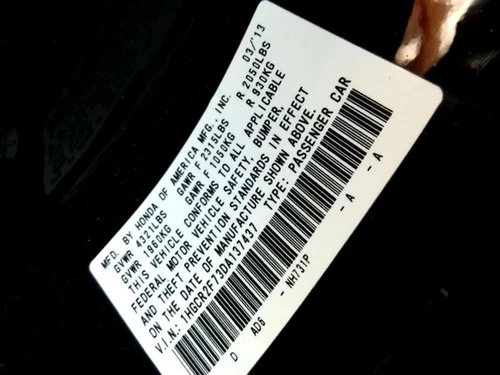 MFD. BY HONDA OF AMERICA MFG., INC. 03/'13
GVWR 4321LBS GAWR F 2315LBS R 2050LBS
GVWR 1960KG GAWR F 1050KG R 930KG
THIS VEHICLE CONFORMS TO ALL APPLICABLE
FEDERAL MOTOR VEHICLE SAFETY, BUMPER,
AND THEFT PREVENTION STANDARDS IN EFFECT
ON THE DATE OF MANUFACTURE SHOWN ABOVE.
V.I.N.: 1HGCR2F73DA137437 TYPE: PASSENGER CAR
D AD6 - NH731P -A -A